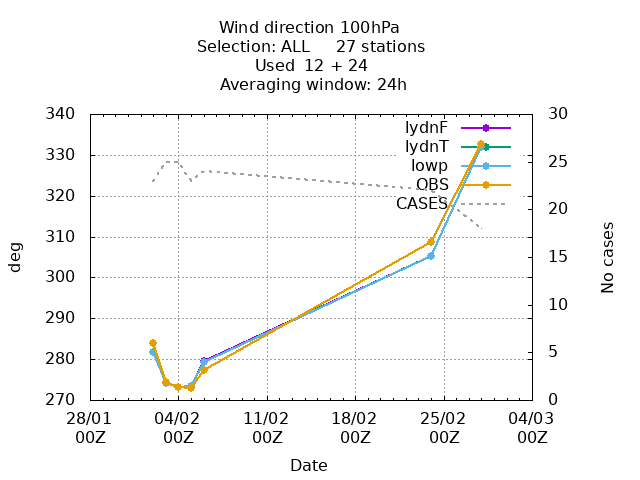 Wind direction 100hPa
Selection: ALL 27 stations
Used 12 + 24
Averaging window: 24h
340
330
320
310
300
290
280
270
deg
30
25
20
15
10
5
0
No cases
lydnF
lydnT
lowp
OBS
CASES
28/01 04/02 11/02 18/02 25/02 04/03
00Z 00Z 00Z 00Z 00Z 00Z
Date